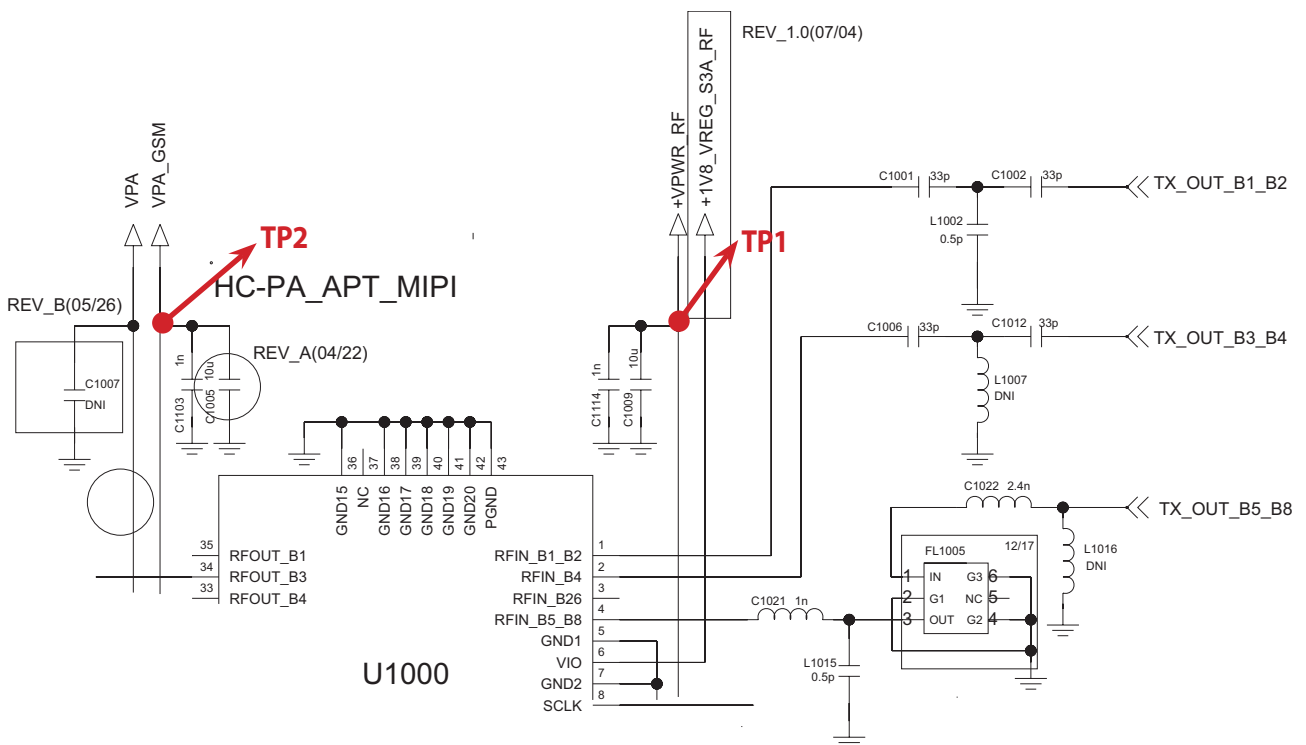 REV_1.0(07/04)
VPA
VPA_GSM
+VPWR_RF
+1V8_VREG_S3A_RF
TP2
TP1
HC-PA_APT_MIPI
REV_B(05/26)
REV_A(04/22)
C1007
DNI
1n
C1103
10u
C1005
1n
C1114
10u
C1009
C1001
33p
C1002
33p
TX_OUT_B1_B2
L1002
0.5p
C1006
33p
C1012
33p
TX_OUT_B3_B4
L1007
DNI
36
37
38
39
40
41
42
43
GND15
NC
GND16
GND17
GND18
GND19
GND20
PGND
35
RFOUT_B1
34
RFOUT_B3
33
RFOUT_B4
RFIN_B1_B2
1
RFIN_B4
2
RFIN_B26
3
RFIN_B5_B8
4
GND1
5
VIO
6
GND2
7
SCLK
8
U1000
C1022 2.4n
TX_OUT_B5_B8
L1016
DNI
12/17
FL1005
1 IN G3 6
2 G1 NC 5
3 OUT G2 4
C1021 1n
L1015
0.5p